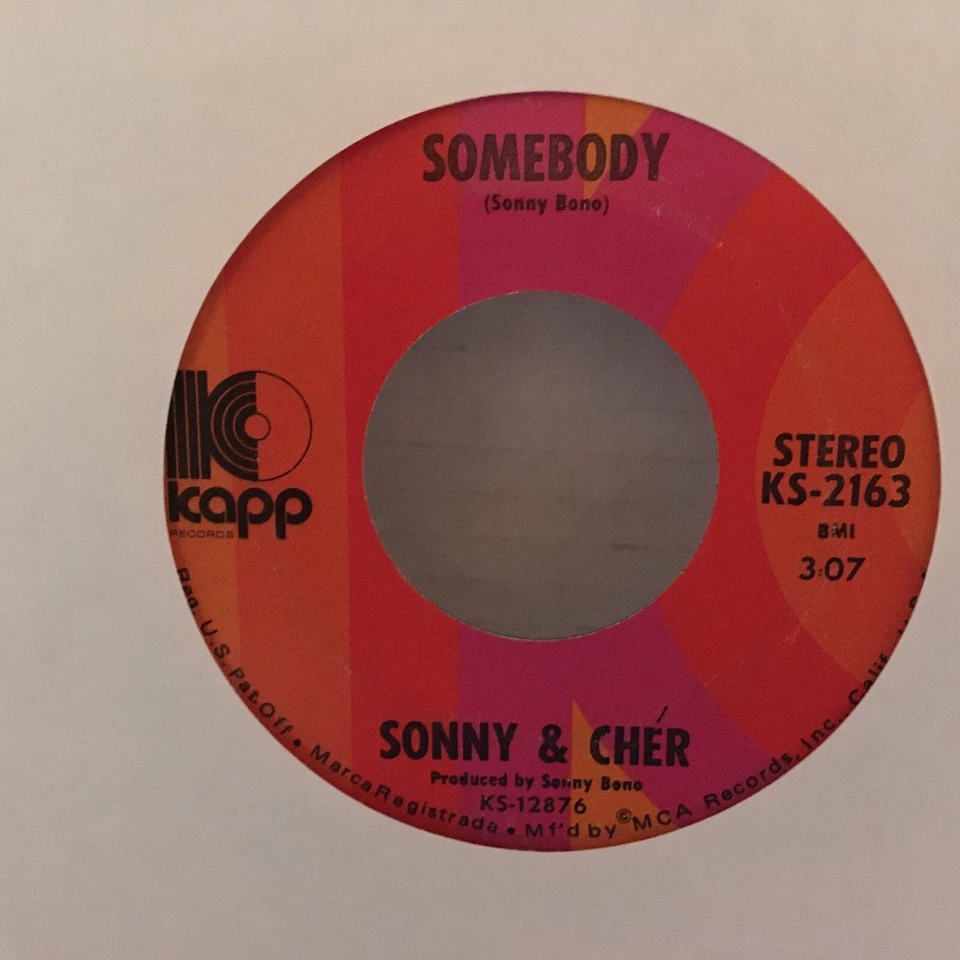 SOMEBODY
(Sonny Bono)
kapp
RECORDS
STEREO
KS-2163
BMI
3:07
SONNY & CHÉR
Produced by Sonny Bono
KS-12876
Reg. U.S. Pat. Off. • Marca Registrada • Mf'd by © MCA Records, Inc., Calif.